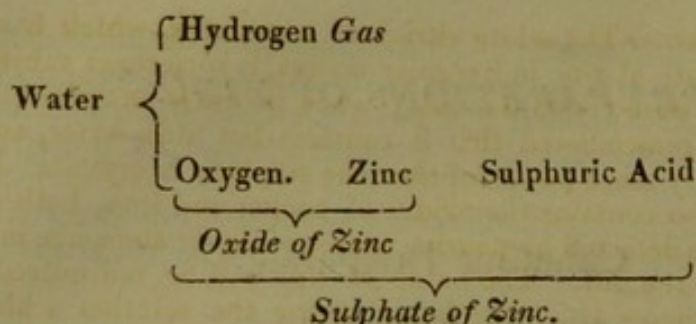 Hydrogen Gas
Water
Oxygen. Zinc Sulphuric Acid
Oxide of Zinc
Sulphate of Zinc.